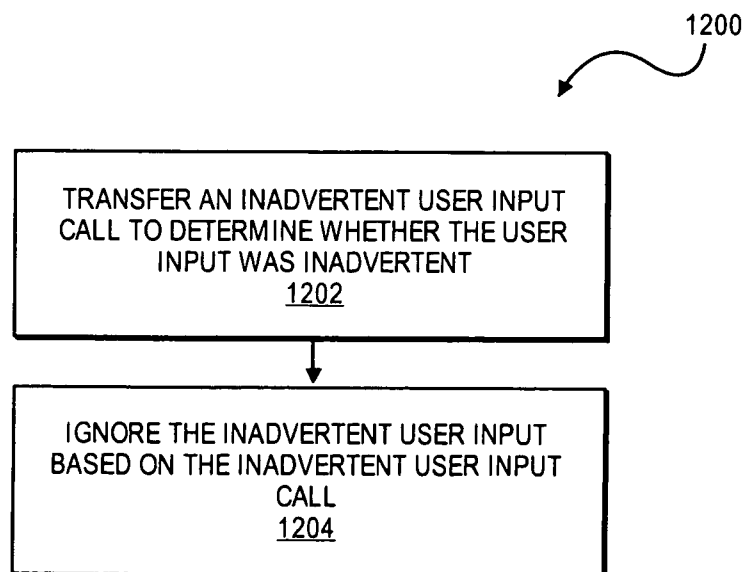 1200
TRANSFER AN INADVERTENT USER INPUT
CALL TO DETERMINE WHETHER THE USER
INPUT WAS INADVERTENT
1202
IGNORE THE INADVERTENT USER INPUT
BASED ON THE INADVERTENT USER INPUT
CALL
1204